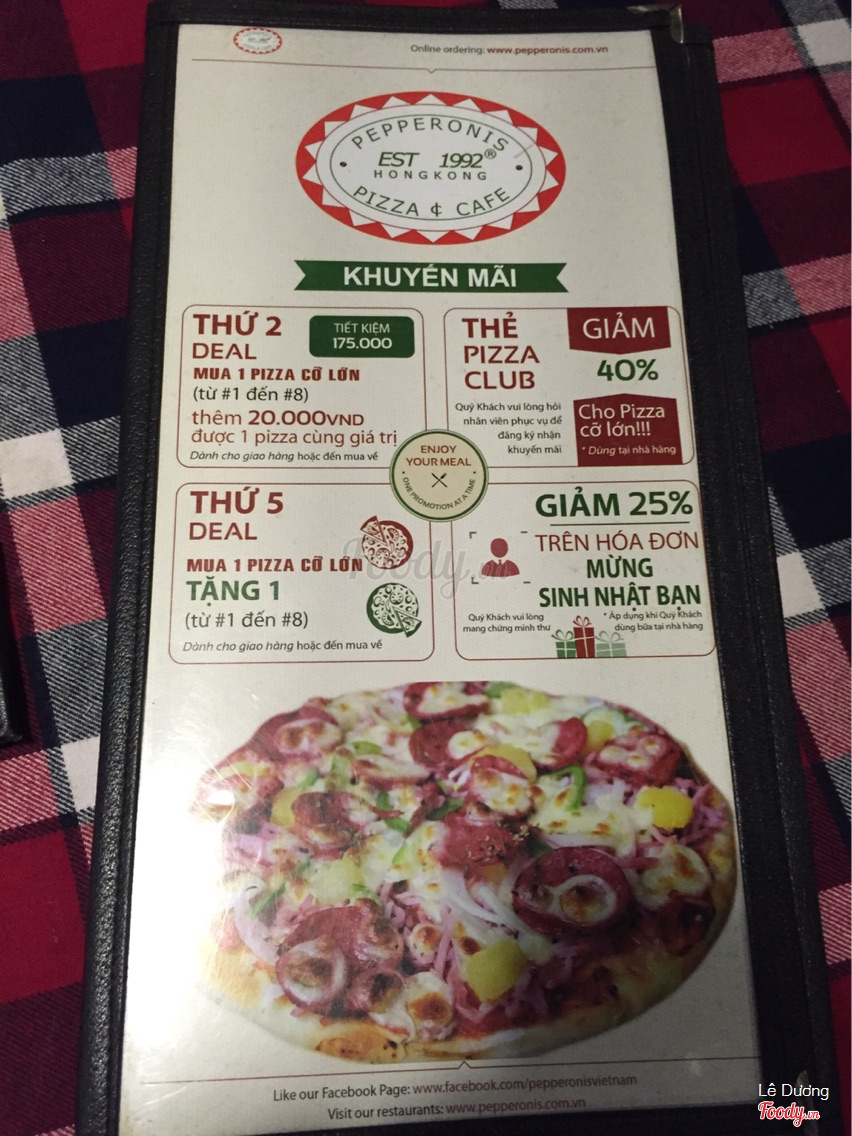 Online ordering: www.pepperonis.com.vn
PEPPERONIS
EST 1992®
HONGKONG
PIZZA & CAFE
KHUYẾN MÃI
THỨ 2
DEAL
TIẾT KIỆM
175.000
MUA 1 PIZZA CỠ LỚN
(từ #1 đến #8)
thêm 20.000VND
được 1 pizza cùng giá trị
Dành cho giao hàng hoặc đến mua về
THẺ
PIZZA
CLUB
GIẢM
40%
Cho Pizza
cỡ lớn!!!
* Dùng tại nhà hàng
Quý Khách vui lòng hỏi
nhân viên phục vụ để
đăng ký nhận
khuyến mãi
ENJOY
YOUR MEAL
ONE PROMOTION AT A TIME
THỨ 5
DEAL
MUA 1 PIZZA CỠ LỚN
TẶNG 1
(từ #1 đến #8)
Dành cho giao hàng hoặc đến mua về
GIẢM 25%
TRÊN HÓA ĐƠN
MỪNG
SINH NHẬT BẠN
Quý Khách vui lòng
mang chứng minh thư
* Áp dụng khi Quý Khách
dùng bữa tại nhà hàng
Foody.vn
Like our Facebook Page: www.facebook.com/pepperonisvietnam
Visit our restaurants: www.pepperonis.com.vn
Lê Dương
Foody.vn